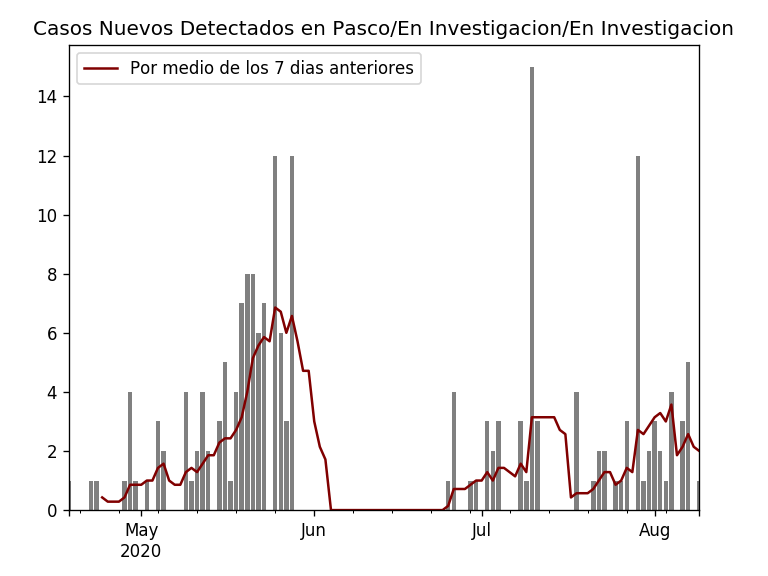 Casos Nuevos Detectados en Pasco/En Investigacion/En Investigacion
Por medio de los 7 dias anteriores
14
12
10
8
6
4
2
0
May
2020
Jun
Jul
Aug